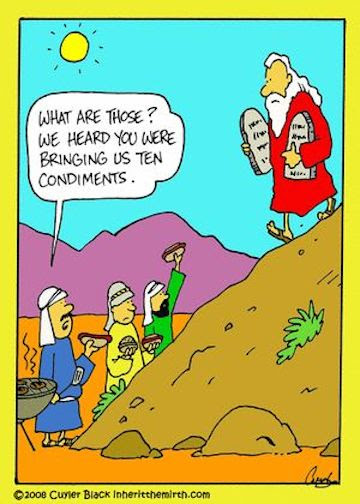 WHAT ARE THOSE?
WE HEARD YOU WERE
BRINGING US TEN
CONDIMENTS.
©2008 Cuyler Black inheritthemirth.com